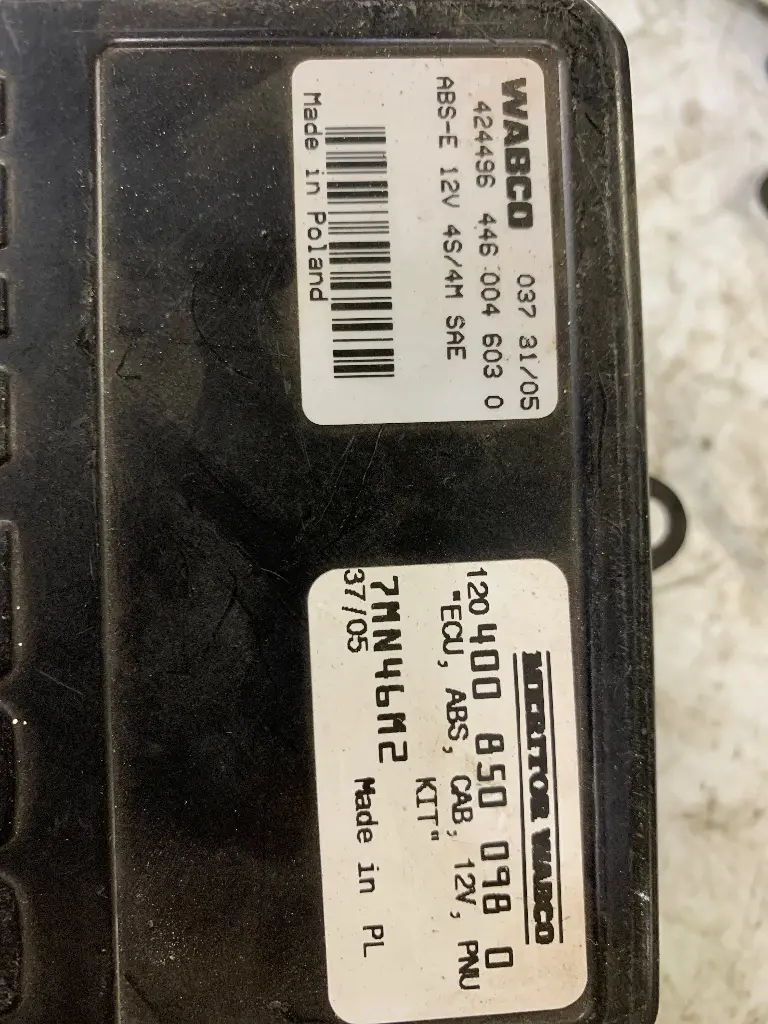 WABCO 037 31/05
424496 446 004 603 0
ABS-E 12V 4S/4M SAE
Made in Poland
MERITOR WABCO
120 400 850 098 0
"ECU, ABS, CAB, 12V, PNU
KIT"
7MN46M2
37/05 Made in PL